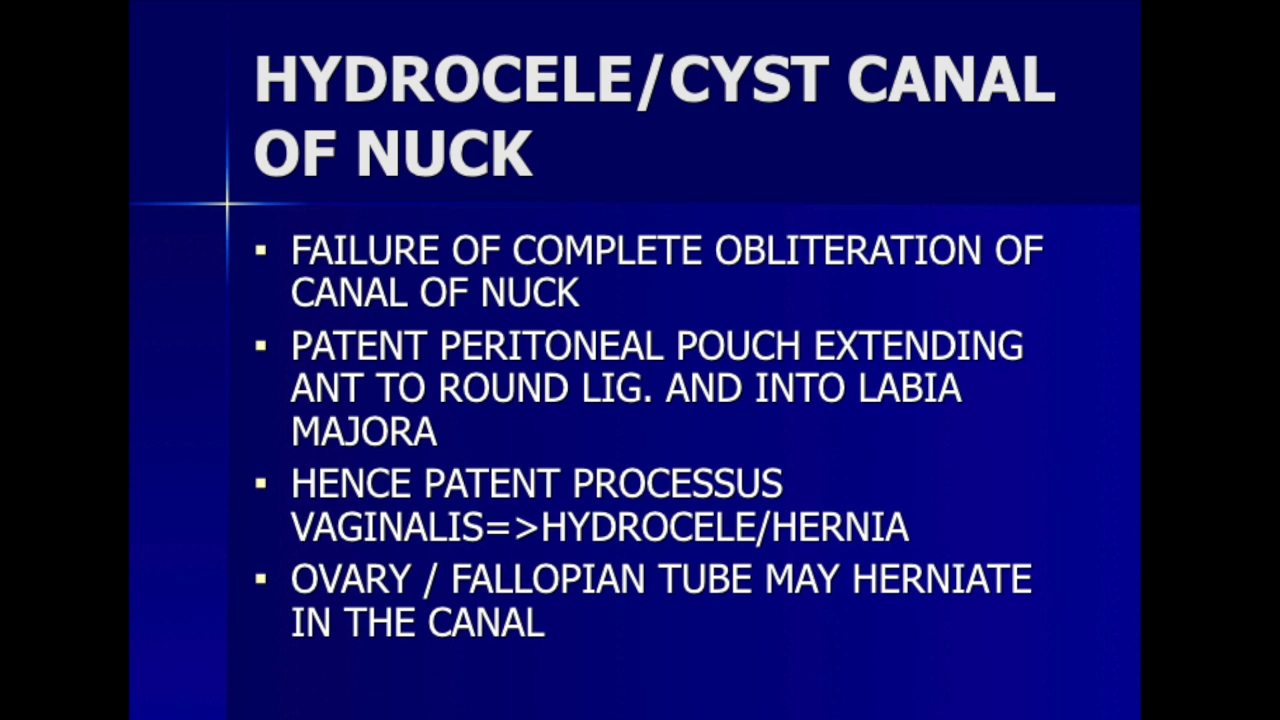 HYDROCELE/CYST CANAL
OF NUCK
▪ FAILURE OF COMPLETE OBLITERATION OF
CANAL OF NUCK
▪ PATENT PERITONEAL POUCH EXTENDING
ANT TO ROUND LIG. AND INTO LABIA
MAJORA
▪ HENCE PATENT PROCESSUS
VAGINALIS=>HYDROCELE/HERNIA
▪ OVARY / FALLOPIAN TUBE MAY HERNIATE
IN THE CANAL